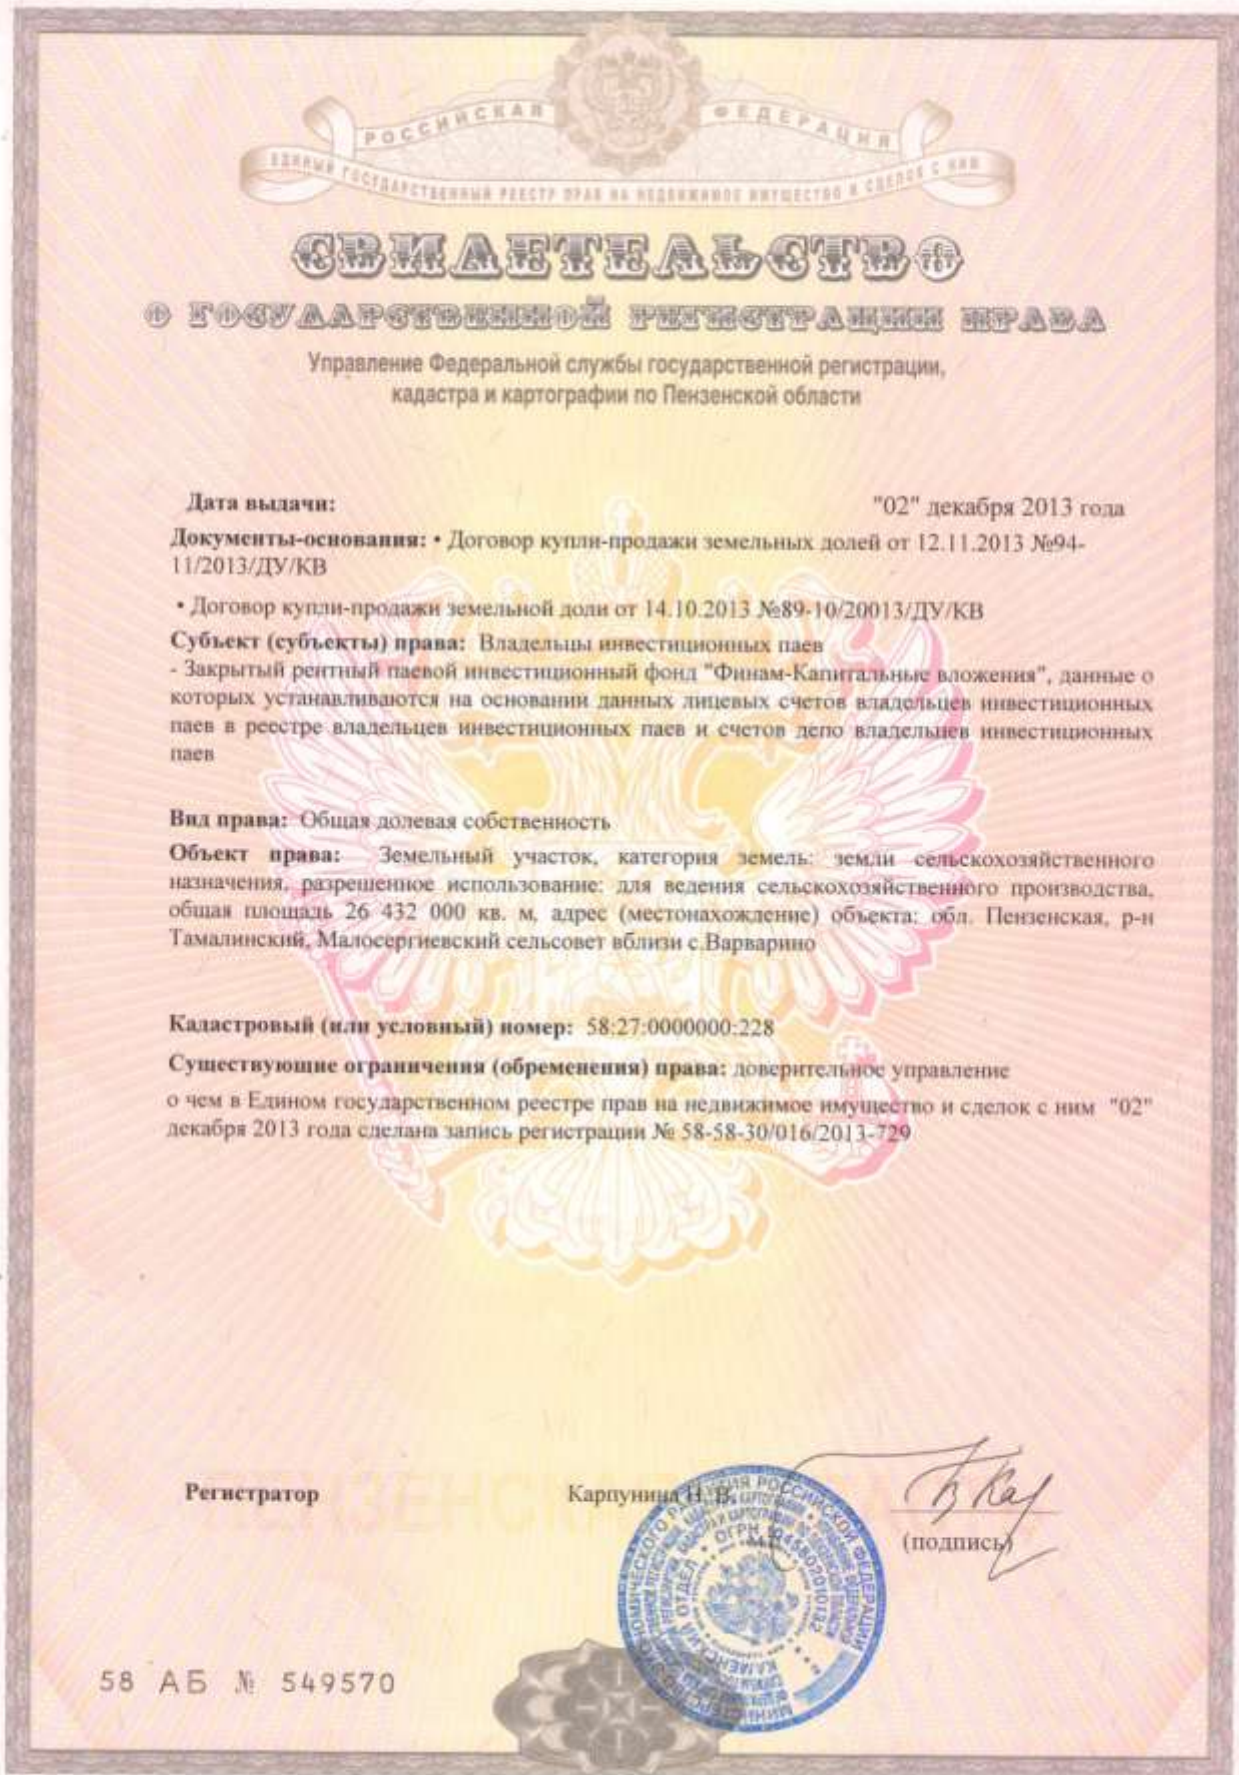 РОССИЙСКАЯ ФЕДЕРАЦИЯ
ЕДИНЫЙ ГОСУДАРСТВЕННЫЙ РЕЕСТР ПРАВ НА НЕДВИЖИМОЕ ИМУЩЕСТВО И СДЕЛОК С НИМ
СВИДЕТЕЛЬСТВО
О ГОСУДАРСТВЕННОЙ РЕГИСТРАЦИИ ПРАВА
Управление Федеральной службы государственной регистрации,
кадастра и картографии по Пензенской области
Дата выдачи: "02" декабря 2013 года
Документы-основания: • Договор купли-продажи земельных долей от 12.11.2013 №94-
11/2013/ДУ/КВ
• Договор купли-продажи земельной доли от 14.10.2013 №89-10/20013/ДУ/КВ
Субъект (субъекты) права: Владельцы инвестиционных паев
- Закрытый рентный паевой инвестиционный фонд "Финам-Капитальные вложения", данные о
которых устанавливаются на основании данных лицевых счетов владельцев инвестиционных
паев в реестре владельцев инвестиционных паев и счетов депо владельцев инвестиционных
паев
Вид права: Общая долевая собственность
Объект права: Земельный участок, категория земель: земли сельскохозяйственного
назначения, разрешенное использование: для ведения сельскохозяйственного производства,
общая площадь 26 432 000 кв. м, адрес (местонахождение) объекта: обл. Пензенская, р-н
Тамалинский, Малосергиевский сельсовет вблизи с.Варварино
Кадастровый (или условный) номер: 58:27:0000000:228
Существующие ограничения (обременения) права: доверительное управление
о чем в Едином государственном реестре прав на недвижимое имущество и сделок с ним "02"
декабря 2013 года сделана запись регистрации № 58-58-30/016/2013-729
Регистратор Карпунина Н. В.
(подпись)
КАМЕНСКИЙ ОТДЕЛ • ОГРН 1045802010132
58 АБ № 549570